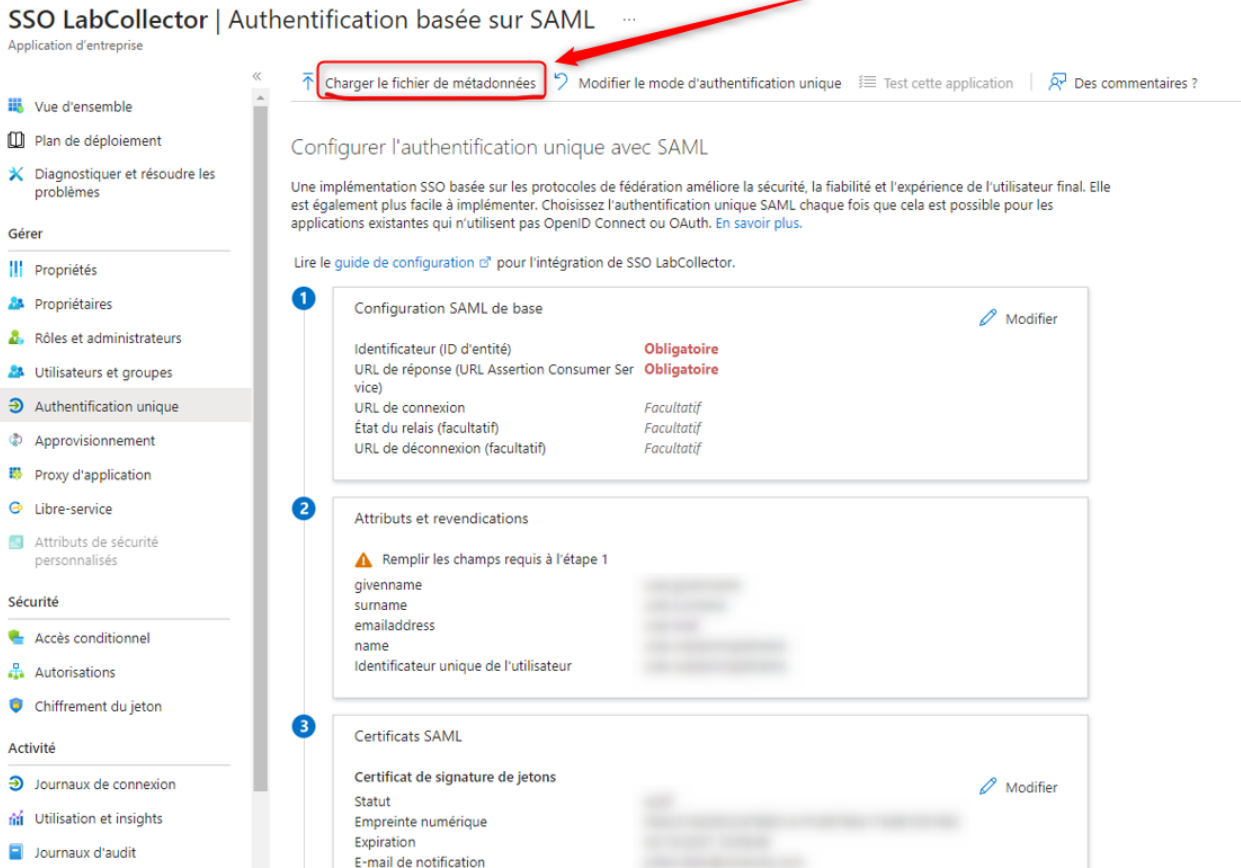 SSO LabCollector | Authentification basée sur SAML ...
Application d'entreprise
Vue d'ensemble
Plan de déploiement
Diagnostiquer et résoudre les
problèmes
Gérer
Propriétés
Propriétaires
Rôles et administrateurs
Utilisateurs et groupes
Authentification unique
Approvisionnement
Proxy d'application
Libre-service
Attributs de sécurité
personnalisés
Sécurité
Accès conditionnel
Autorisations
Chiffrement du jeton
Activité
Journaux de connexion
Utilisation et insights
Journaux d'audit
Charger le fichier de métadonnées Modifier le mode d'authentification unique Test cette application Des commentaires ?
Configurer l'authentification unique avec SAML
Une implémentation SSO basée sur les protocoles de fédération améliore la sécurité, la fiabilité et l'expérience de l'utilisateur final. Elle
est également plus facile à implémenter. Choisissez l'authentification unique SAML chaque fois que cela est possible pour les
applications existantes qui n'utilisent pas OpenID Connect ou OAuth. En savoir plus.
Lire le guide de configuration pour l'intégration de SSO LabCollector.
1
Configuration SAML de base
Modifier
Identificateur (ID d'entité) Obligatoire
URL de réponse (URL Assertion Consumer Ser Obligatoire
vice)
URL de connexion Facultatif
État du relais (facultatif) Facultatif
URL de déconnexion (facultatif) Facultatif
2
Attributs et revendications
Remplir les champs requis à l'étape 1
givenname
surname
emailaddress
name
Identificateur unique de l'utilisateur
3
Certificats SAML
Certificat de signature de jetons
Modifier
Statut
Empreinte numérique
Expiration
E-mail de notification